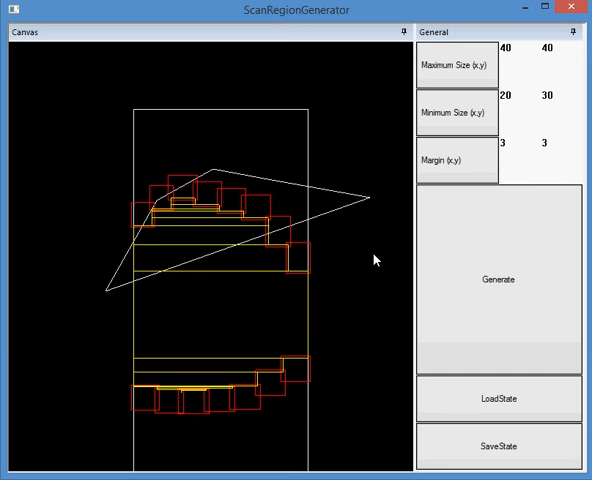 ScanRegionGenerator
Canvas
General
Maximum Size (x,y)
40 40
Minimum Size (x,y)
20 30
Margin (x,y)
3 3
Generate
LoadState
SaveState